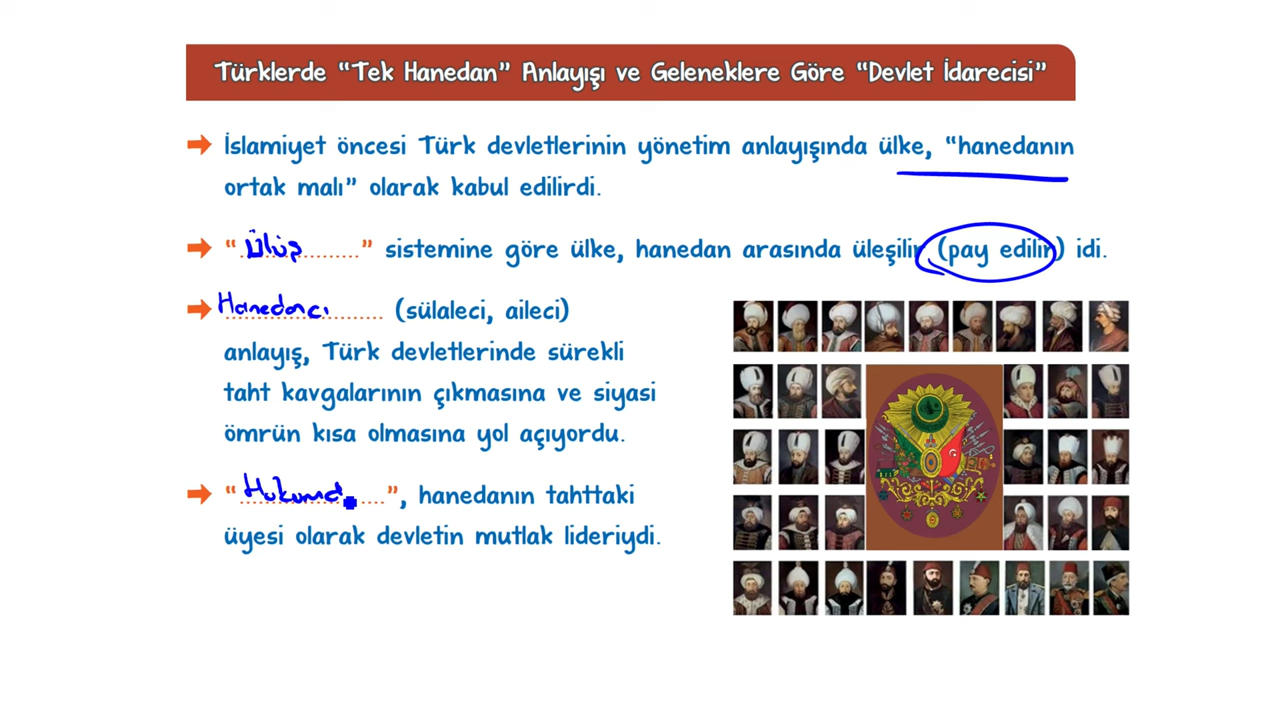 Türklerde “Tek Hanedan” Anlayışı ve Geleneklere Göre “Devlet İdarecisi”
İslamiyet öncesi Türk devletlerinin yönetim anlayışında ülke, “hanedanın
ortak malı” olarak kabul edilirdi.
“Ülüş” sistemine göre ülke, hanedan arasında üleşilir (pay edilir) idi.
Hanedancı (sülaleci, aileci)
anlayış, Türk devletlerinde sürekli
taht kavgalarının çıkmasına ve siyasi
ömrün kısa olmasına yol açıyordu.
“Hükümd”, hanedanın tahttaki
üyesi olarak devletin mutlak lideriydi.